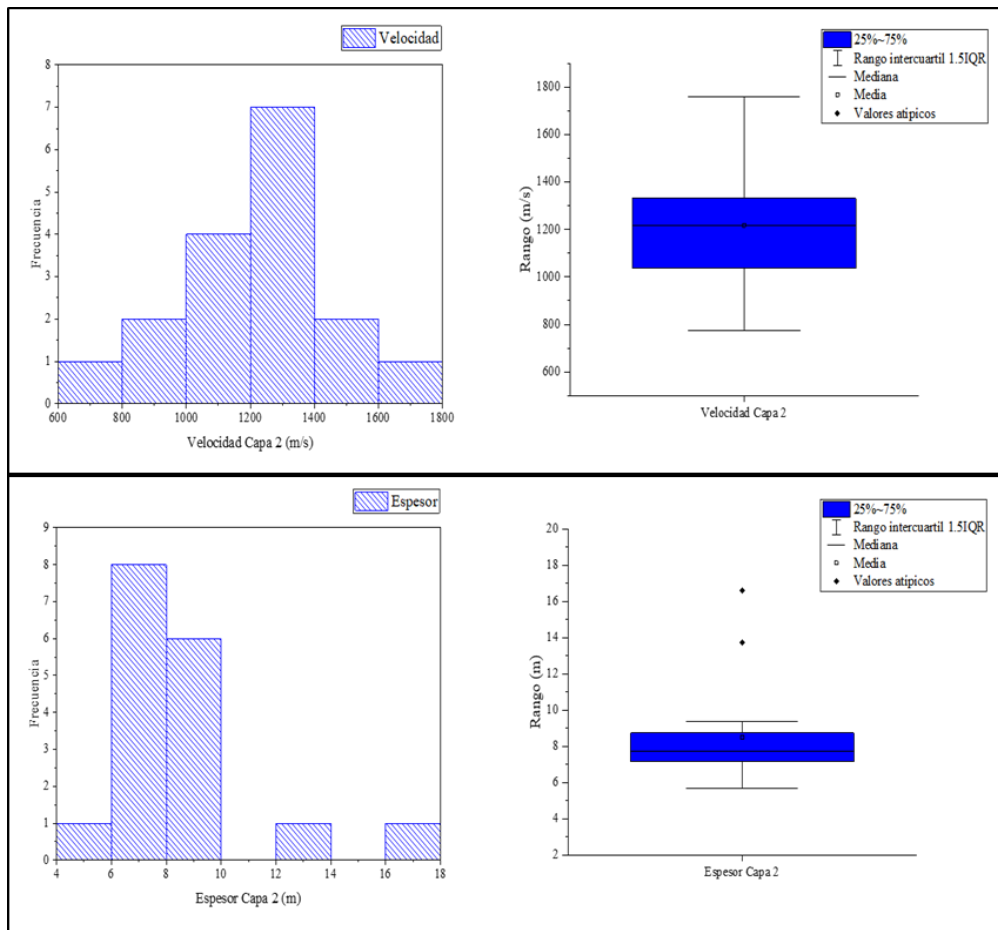 Velocidad
8
7
6
5
4
3
2
1
0
Frecuencia
600 800 1000 1200 1400 1600 1800
Velocidad Capa 2 (m/s)
25%~75%
Rango intercuartil 1.5IQR
Mediana
Media
Valores atipicos
1800
1600
1400
1200
1000
800
600
Rango (m/s)
Velocidad Capa 2
Espesor
9
8
7
6
5
4
3
2
1
0
Frecuencia
4 6 8 10 12 14 16 18
Espesor Capa 2 (m)
25%~75%
Rango intercuartil 1.5IQR
Mediana
Media
Valores atípicos
20
18
16
14
12
10
8
6
4
2
Rango (m)
Espesor Capa 2